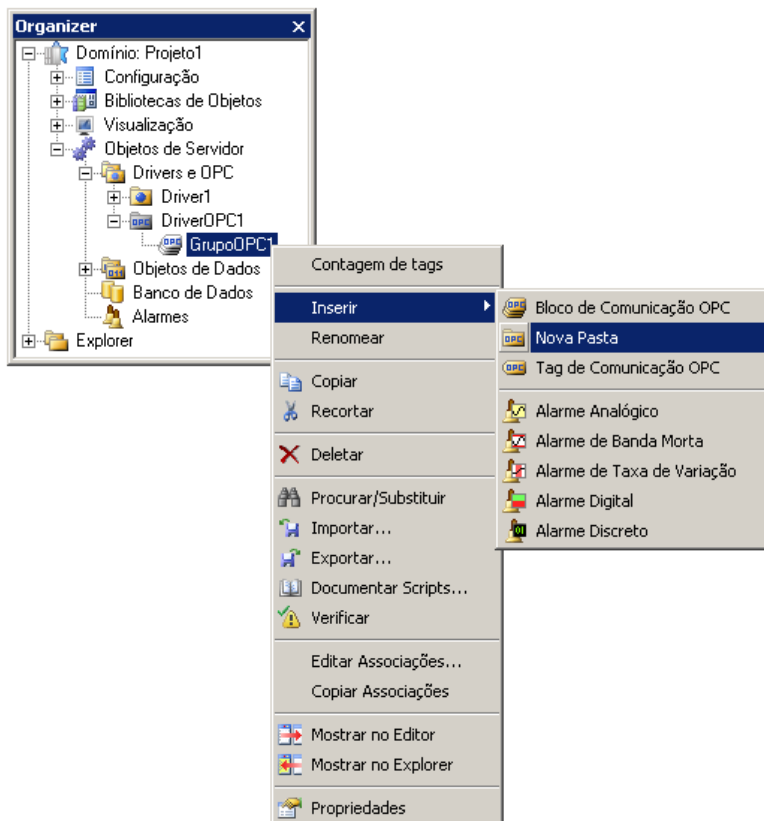 Organizer
Domínio: Projeto1
Configuração
Bibliotecas de Objetos
Visualização
Objetos de Servidor
Drivers e OPC
Driver1
DriverOPC1
GrupoOPC1
Objetos de Dados
Banco de Dados
Alarmes
Explorer
Contagem de tags
Inserir
Renomear
Copiar
Recortar
Deletar
Procurar/Substituir
Importar...
Exportar...
Documentar Scripts...
Verificar
Editar Associações...
Copiar Associações
Mostrar no Editor
Mostrar no Explorer
Propriedades
Bloco de Comunicação OPC
Nova Pasta
Tag de Comunicação OPC
Alarme Analógico
Alarme de Banda Morta
Alarme de Taxa de Variação
Alarme Digital
Alarme Discreto